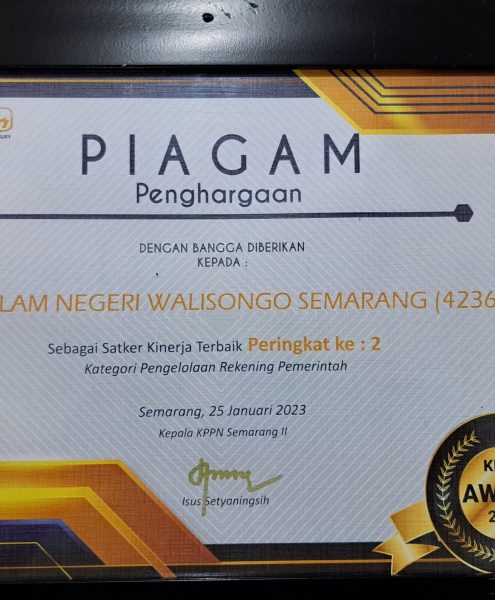 PIAGAM
Penghargaan
DENGAN BANGGA DIBERIKAN
KEPADA :
LAM NEGERI WALISONGO SEMARANG (4236
Sebagai Satker Kinerja Terbaik Peringkat ke : 2
Kategori Pengelolaan Rekening Pemerintah
Semarang, 25 Januari 2023
Kepala KPPN Semarang II
Isus Setyaningsih